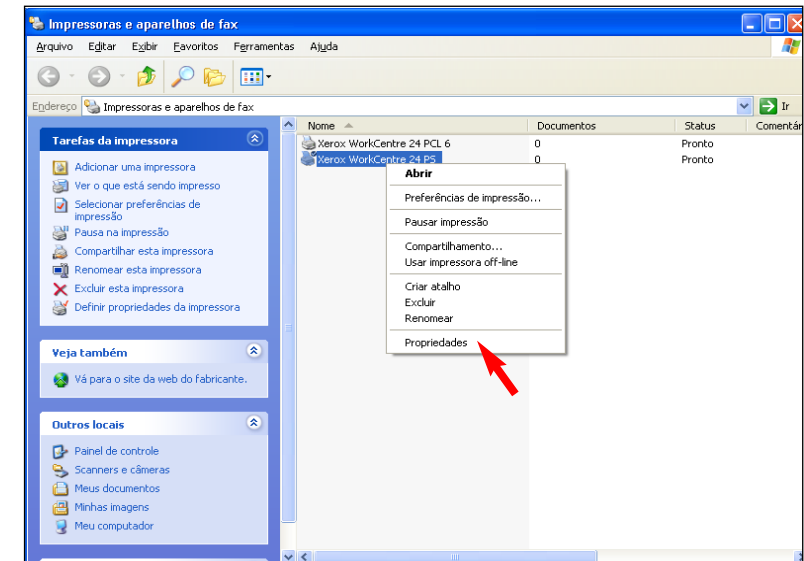 Impressoras e aparelhos de fax
Arquivo Editar Exibir Favoritos Ferramentas Ajuda
Endereço Impressoras e aparelhos de fax Ir
Tarefas da impressora
Adicionar uma impressora
Ver o que está sendo impresso
Selecionar preferências de
impressão
Pausa na impressão
Compartilhar esta impressora
Renomear esta impressora
Excluir esta impressora
Definir propriedades da impressora
Veja também
Vá para o site da web do fabricante.
Outros locais
Painel de controle
Scanners e câmeras
Meus documentos
Minhas imagens
Meu computador
Nome Documentos Status Comentár
Xerox WorkCentre 24 PCL 6 0 Pronto
Xerox WorkCentre 24 PS 0 Pronto
Abrir
Preferências de impressão...
Pausar impressão
Compartilhamento...
Usar impressora off-line
Criar atalho
Excluir
Renomear
Propriedades